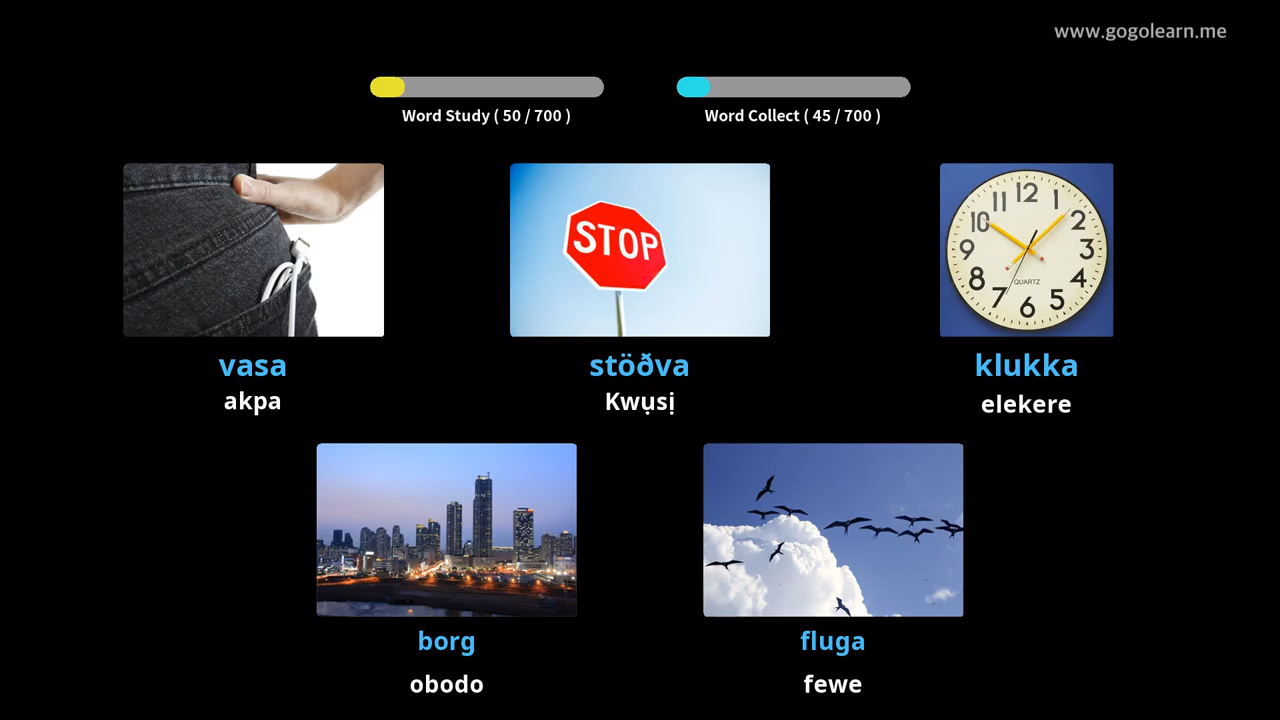 www.gogolearn.me
Word Study ( 50 / 700 )
Word Collect ( 45 / 700 )
STOP
12
1
2
3
4
5
6
7
8
9
10
11
QUARTZ
vasa
stöðva
klukka
akpa
Kwụsị
elekere
borg
fluga
obodo
fewe